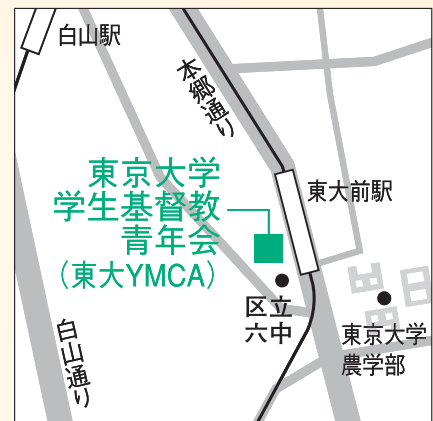 白山駅
本郷通り
東京大学
学生基督教
青年会
（東大YMCA）
東大前駅
区立
六中
東京大学
農学部
白山通り